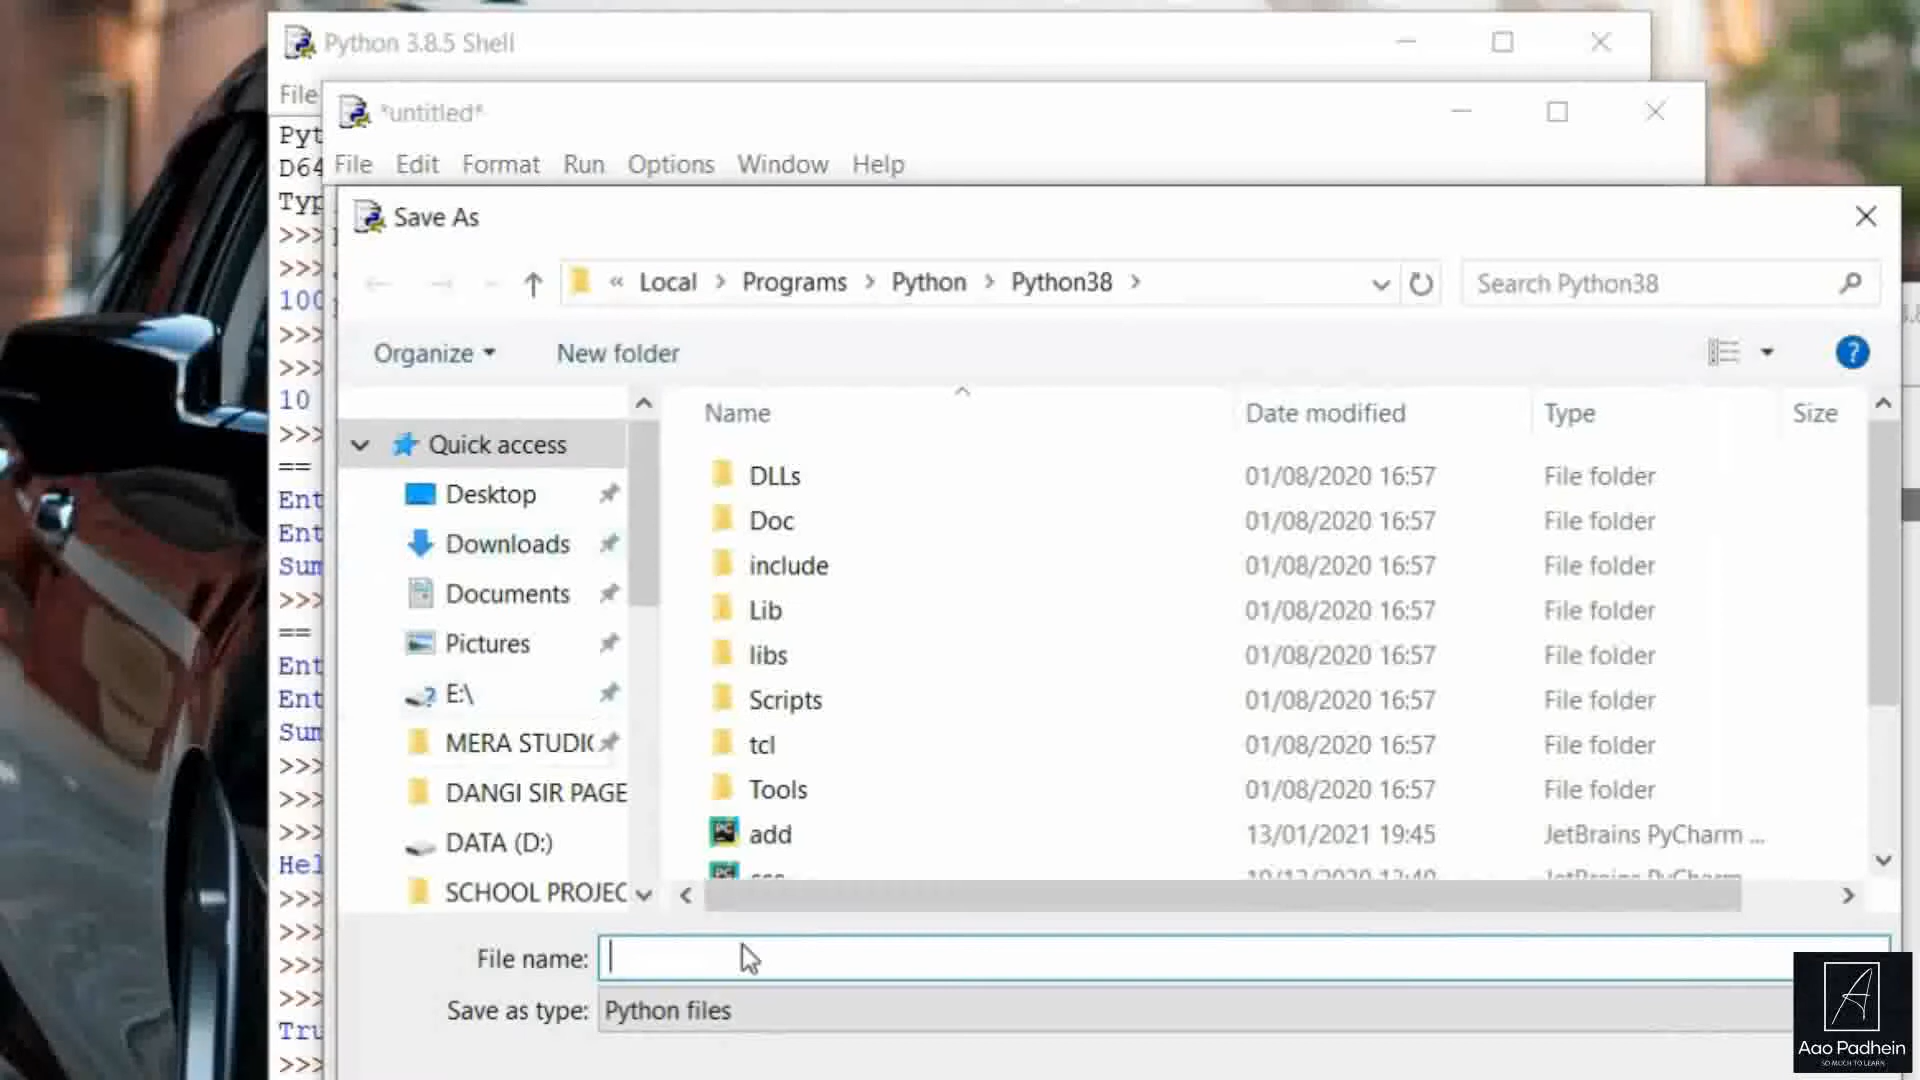 Python 3.8.5 Shell
File
*untitled*
File Edit Format Run Options Window Help
Pyt
D64
Typ
>>>
>>>
100
>>>
>>>
10
>>>
==
Ent
Ent
Sum
>>>
==
Ent
Ent
Sum
>>>
>>>
>>>
Hel
>>>
>>>
>>>
>>>
Tru
>>>
Save As
« Local > Programs > Python > Python38 >
Search Python38
Organize
New folder
?
Quick access
Desktop
Downloads
Documents
Pictures
E:\
MERA STUDIO
DANGI SIR PAGE
DATA (D:)
SCHOOL PROJEC
Name Date modified Type Size
DLLs 01/08/2020 16:57 File folder
Doc 01/08/2020 16:57 File folder
include 01/08/2020 16:57 File folder
Lib 01/08/2020 16:57 File folder
libs 01/08/2020 16:57 File folder
Scripts 01/08/2020 16:57 File folder
tcl 01/08/2020 16:57 File folder
Tools 01/08/2020 16:57 File folder
add 13/01/2021 19:45 JetBrains PyCharm ...
File name:
Save as type: Python files
Aao Padhein
SO MUCH TO LEARN